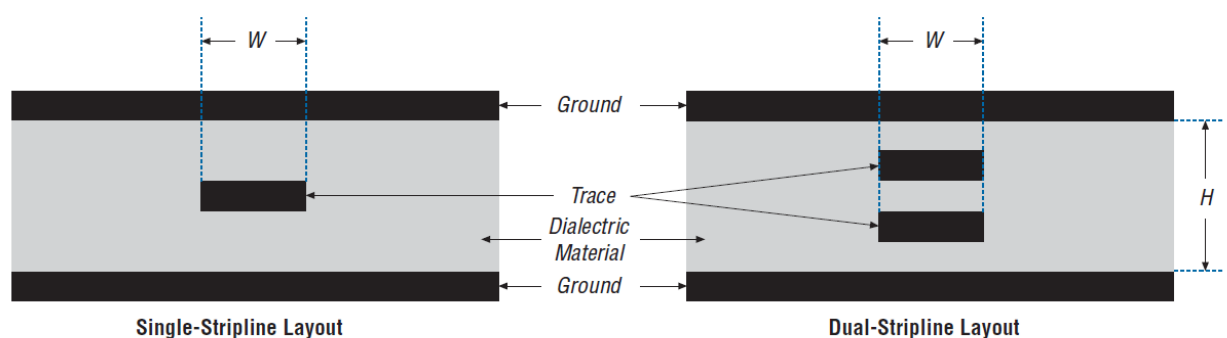 W
W
Ground
Trace
H
Dialectric
Material
Ground
Single-Stripline Layout
Dual-Stripline Layout